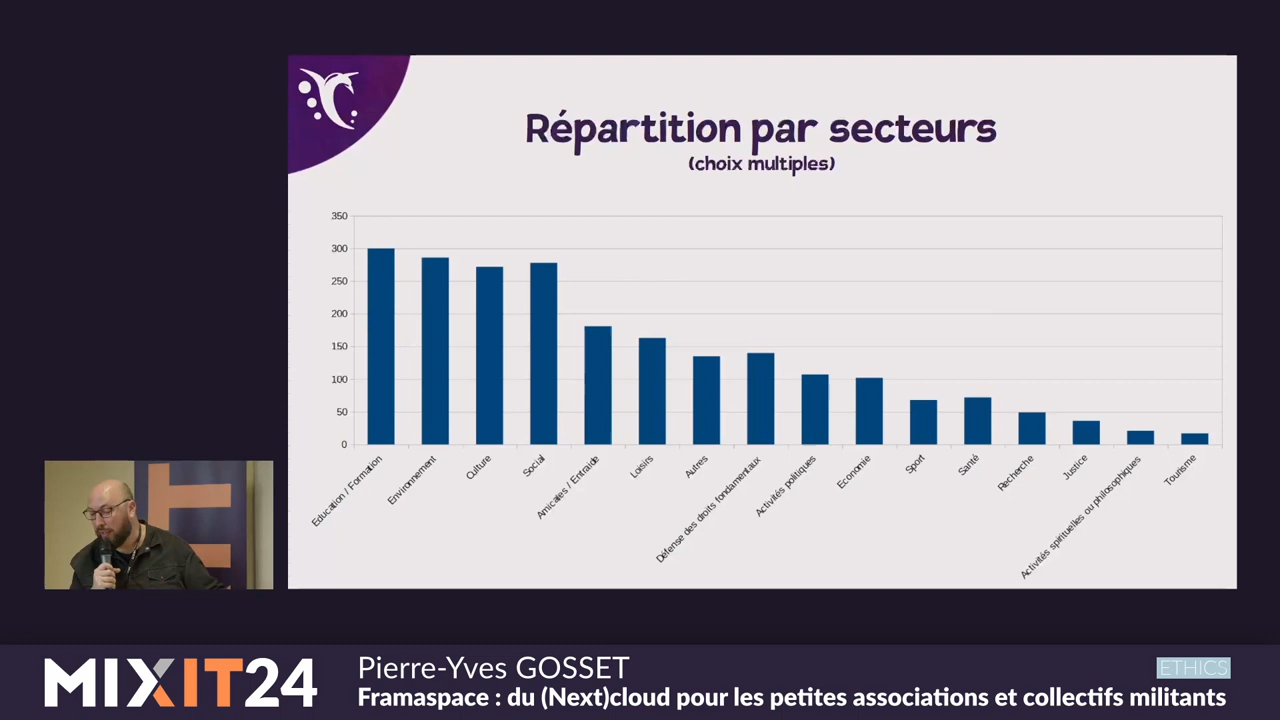 Répartition par secteurs
(choix multiples)
350
300
250
200
150
100
50
0
Education / Formation
Environnement
Culture
Social
Amicales / Entraide
Loisirs
Autres
Défense des droits fondamentaux
Activités politiques
Economie
Sport
Santé
Recherche
Justice
Activités spirituelles ou philosophiques
Tourisme
MIXIT24
Pierre-Yves GOSSET
ETHICS
Framaspace : du (Next)cloud pour les petites associations et collectifs militants